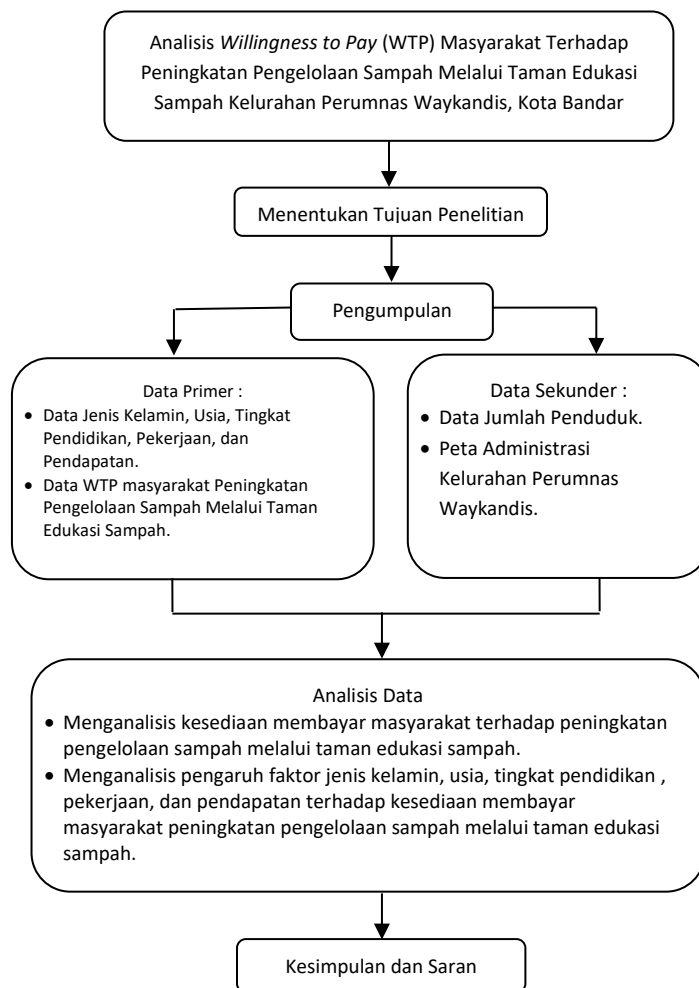 Analisis Willingness to Pay (WTP) Masyarakat Terhadap
Peningkatan Pengelolaan Sampah Melalui Taman Edukasi
Sampah Kelurahan Perumnas Waykandis, Kota Bandar
Menentukan Tujuan Penelitian
Pengumpulan
Data Primer :
• Data Jenis Kelamin, Usia, Tingkat
Pendidikan, Pekerjaan, dan
Pendapatan.
• Data WTP masyarakat Peningkatan
Pengelolaan Sampah Melalui Taman
Edukasi Sampah.
Data Sekunder :
• Data Jumlah Penduduk.
• Peta Administrasi
Kelurahan Perumnas
Waykandis.
Analisis Data
• Menganalisis kesediaan membayar masyarakat terhadap peningkatan
pengelolaan sampah melalui taman edukasi sampah.
• Menganalisis pengaruh faktor jenis kelamin, usia, tingkat pendidikan ,
pekerjaan, dan pendapatan terhadap kesediaan membayar
masyarakat peningkatan pengelolaan sampah melalui taman edukasi
sampah.
Kesimpulan dan Saran